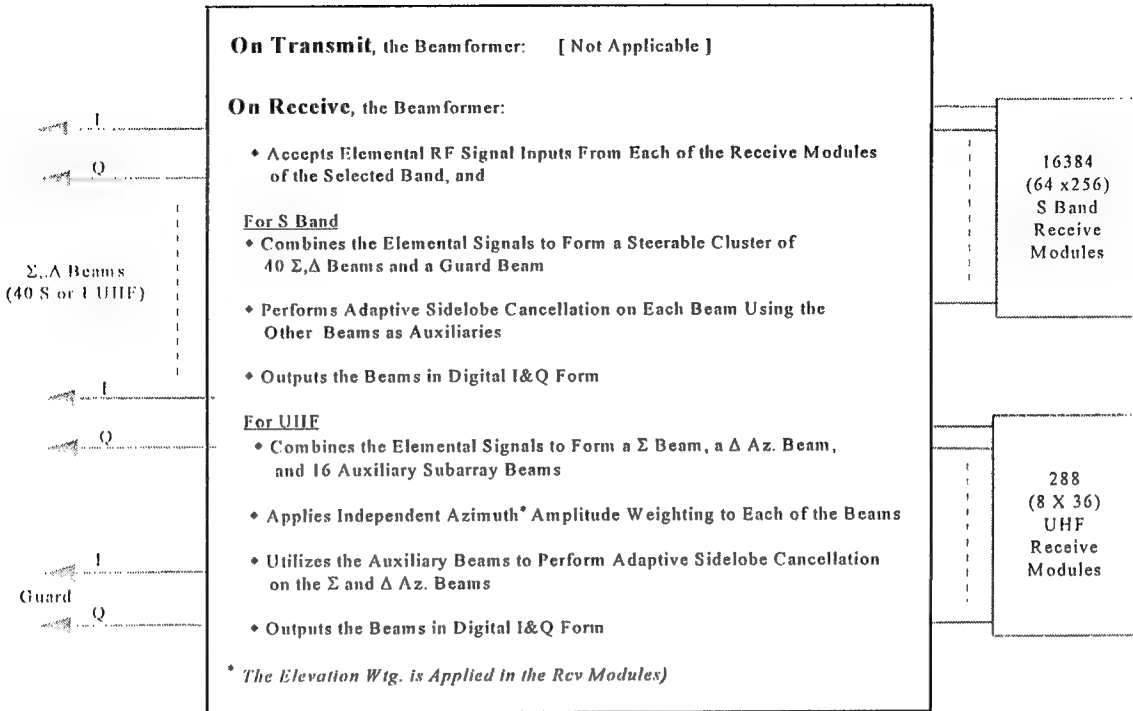 On Transmit, the Beamformer: [ Not Applicable ]
On Receive, the Beamformer:
• Accepts Elemental RF Signal Inputs From Each of the Receive Modules
of the Selected Band, and
For S Band
• Combines the Elemental Signals to Form a Steerable Cluster of
40 Σ,Δ Beams and a Guard Beam
• Performs Adaptive Sidelobe Cancellation on Each Beam Using the
Other Beams as Auxiliaries
• Outputs the Beams in Digital I&Q Form
For UHF
• Combines the Elemental Signals to Form a Σ Beam, a Δ Az. Beam,
and 16 Auxiliary Subarray Beams
• Applies Independent Azimuth* Amplitude Weighting to Each of the Beams
• Utilizes the Auxiliary Beams to Perform Adaptive Sidelobe Cancellation
on the Σ and Δ Az. Beams
• Outputs the Beams in Digital I&Q Form
* The Elevation Wtg. is Applied in the Rcv Modules)
I
Q
Σ,Δ Beams
(40 S or 1 UHF)
I
Q
I
Guard
Q
16384
(64 x256)
S Band
Receive
Modules
288
(8 X 36)
UHF
Receive
Modules